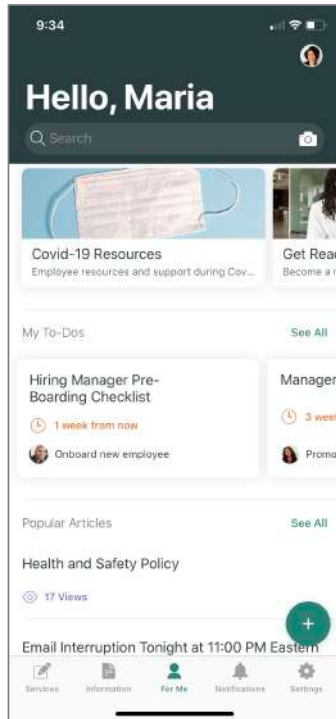 9:34
Hello, Maria
Search
Covid-19 Resources
Employee resources and support during Cov...
Get Read
Become a
My To-Dos
See All
Hiring Manager Pre-
Boarding Checklist
1 week from now
Onboard new employee
Manager
3 week
Promo
Popular Articles
See All
Health and Safety Policy
17 Views
Email Interruption Tonight at 11:00 PM Eastern
Services
Information
For Me
Notifications
Settings